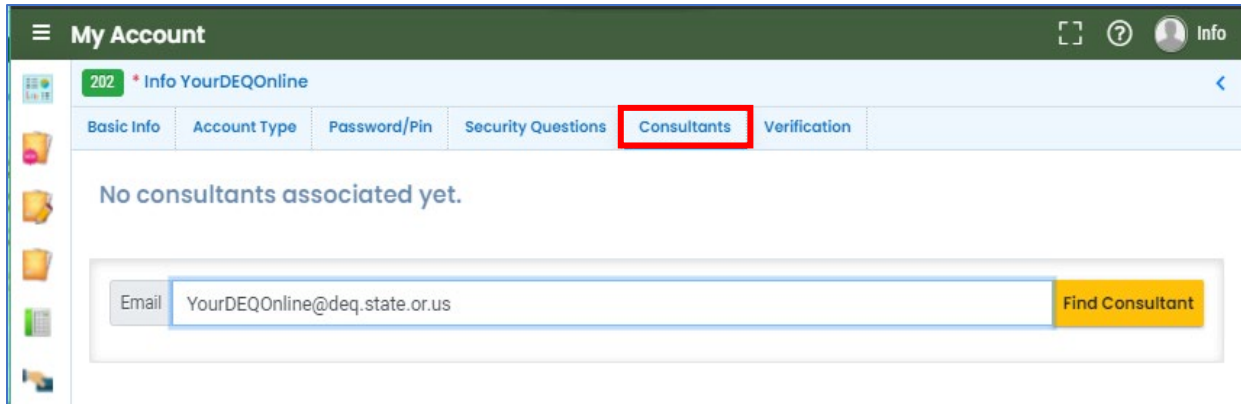 My Account
Info
202 * Info YourDEQOnline
Basic Info Account Type Password/Pin Security Questions Consultants Verification
No consultants associated yet.
Email YourDEQOnline@deq.state.or.us Find Consultant